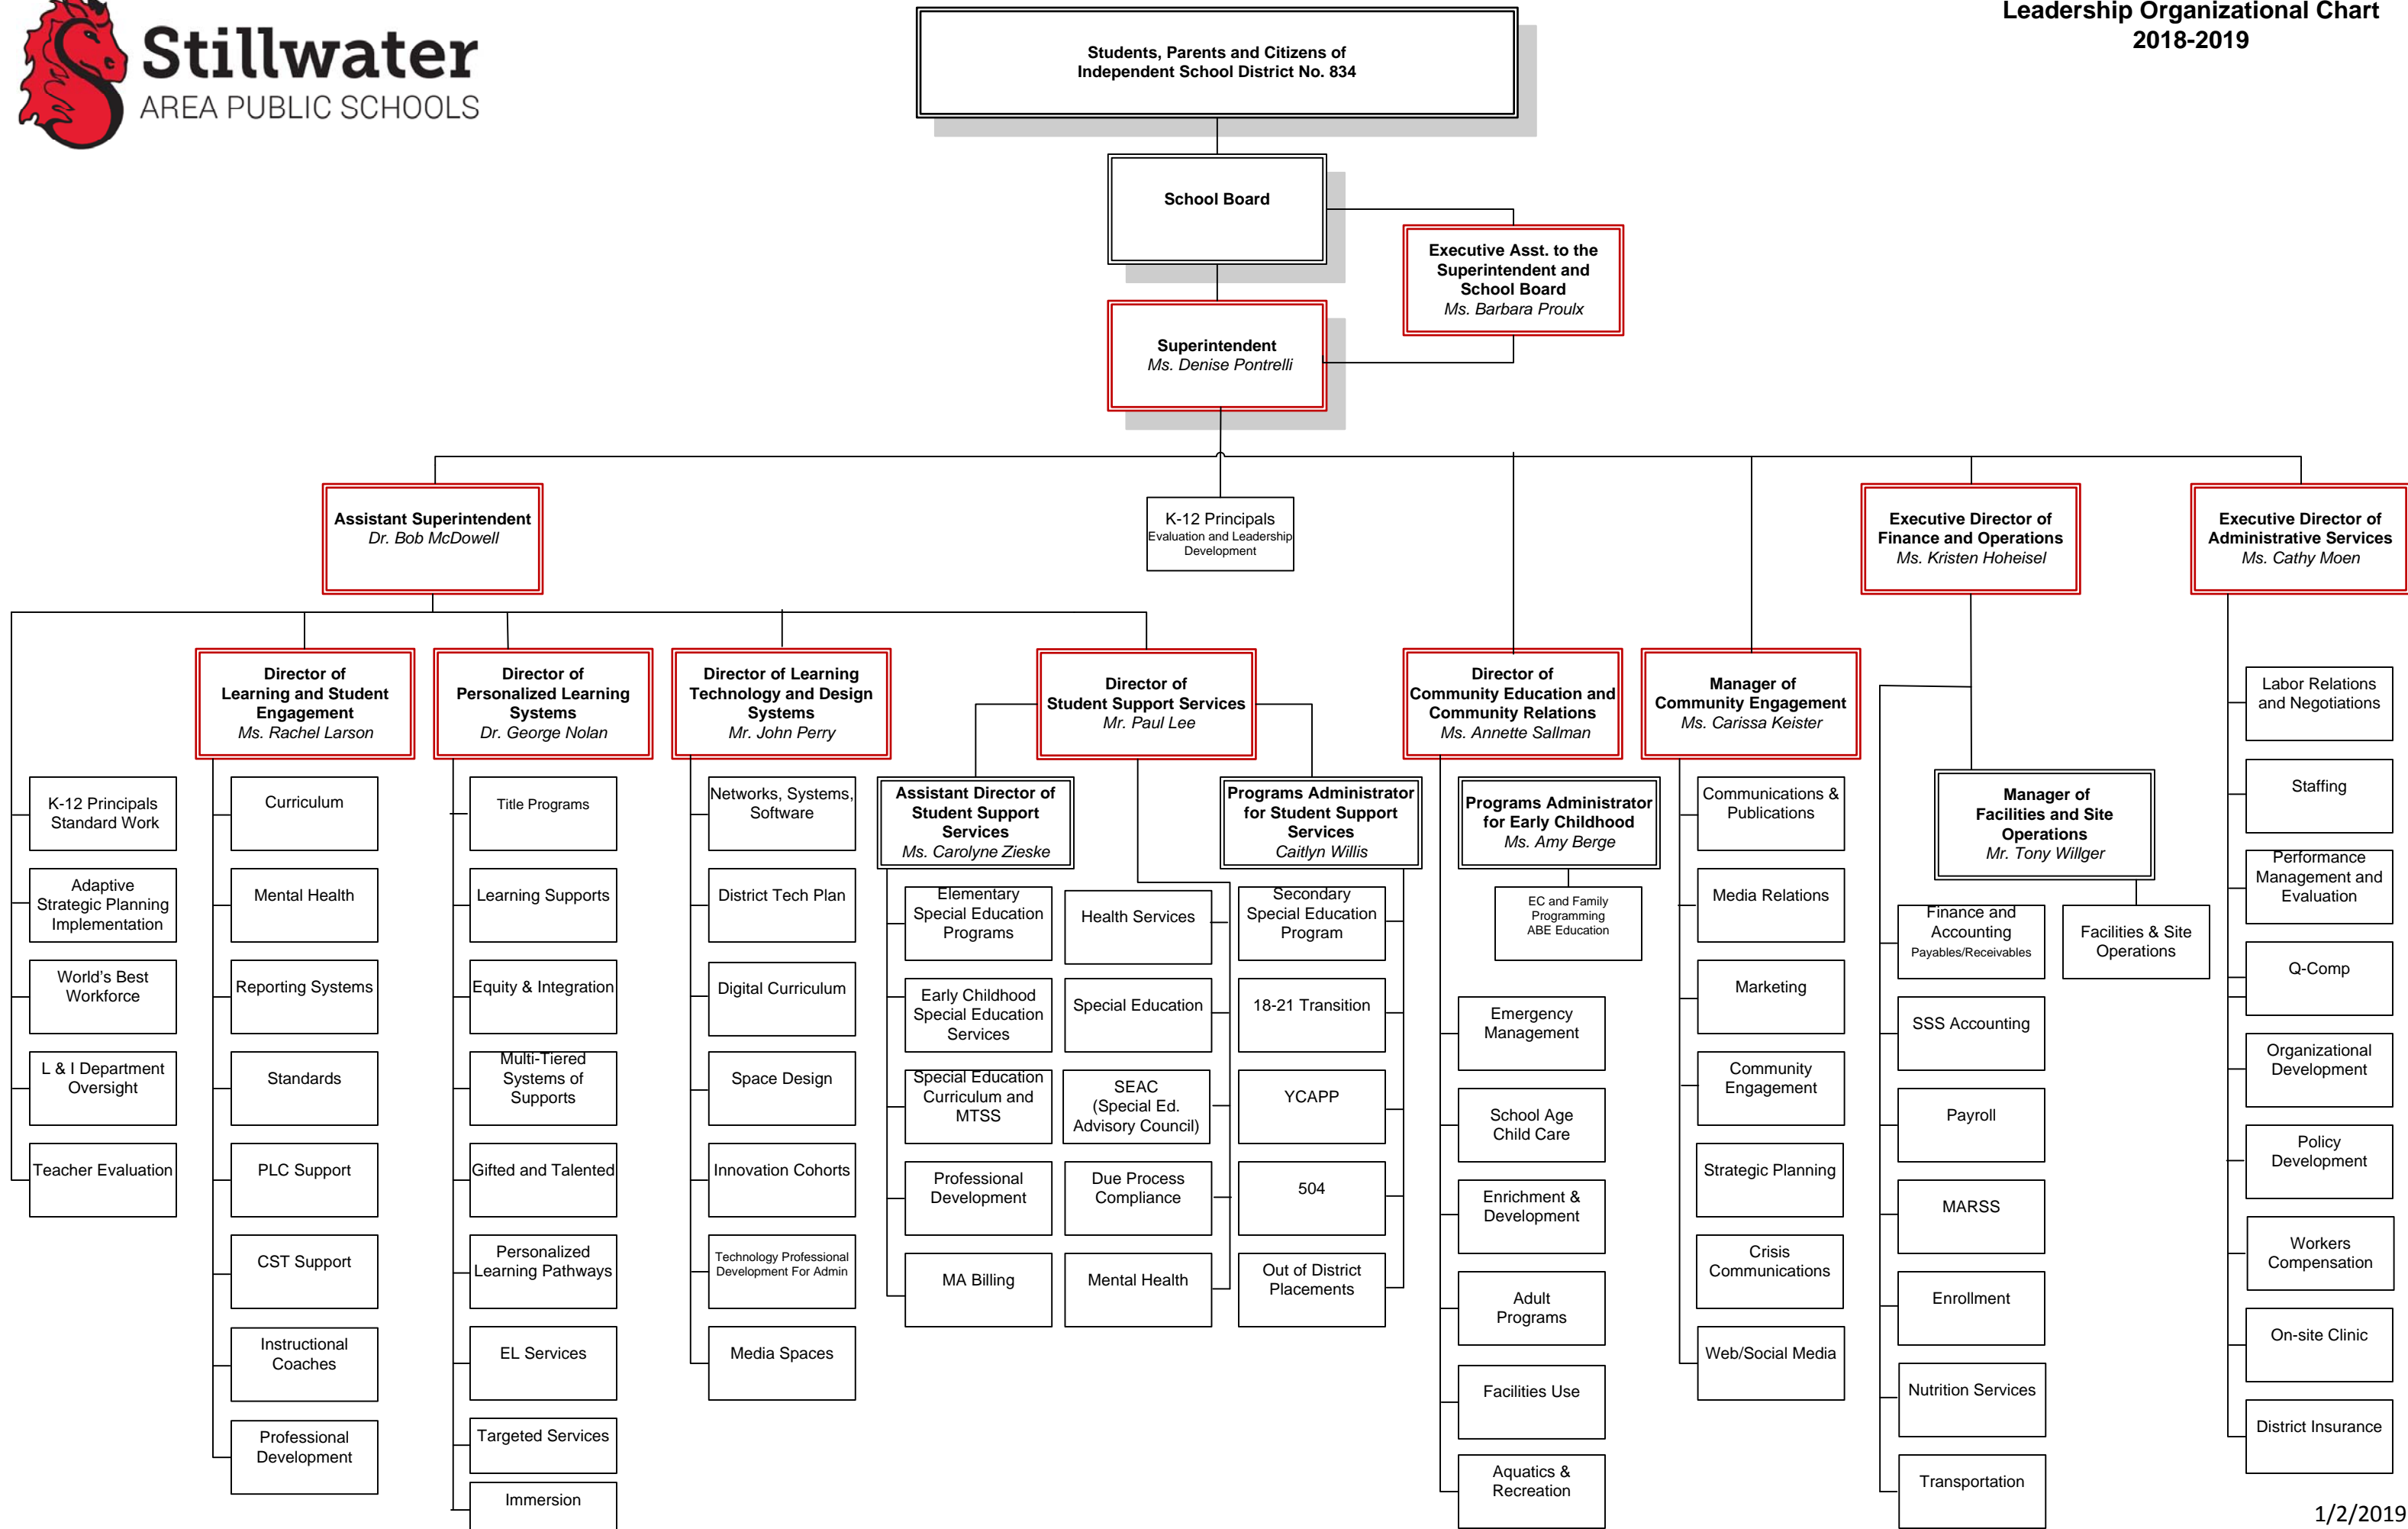 Stillwater
AREA PUBLIC SCHOOLS
Leadership Organizational Chart
2018-2019
Students, Parents and Citizens of
Independent School District No. 834
School Board
Executive Asst. to the
Superintendent and
School Board
Ms. Barbara Proulx
Superintendent
Ms. Denise Pontrelli
Assistant Superintendent
Dr. Bob McDowell
K-12 Principals
Evaluation and Leadership
Development
Executive Director of
Finance and Operations
Ms. Kristen Hoheisel
Executive Director of
Administrative Services
Ms. Cathy Moen
Director of
Learning and Student
Engagement
Ms. Rachel Larson
Director of
Personalized Learning
Systems
Dr. George Nolan
Director of Learning
Technology and Design
Systems
Mr. John Perry
Director of
Student Support Services
Mr. Paul Lee
Director of
Community Education and
Community Relations
Ms. Annette Sallman
Manager of
Community Engagement
Ms. Carissa Keister
K-12 Principals
Standard Work
Adaptive
Strategic Planning
Implementation
World's Best
Workforce
L & I Department
Oversight
Teacher Evaluation
Curriculum
Mental Health
Reporting Systems
Standards
PLC Support
CST Support
Instructional
Coaches
Professional
Development
Title Programs
Learning Supports
Equity & Integration
Multi-Tiered
Systems of
Supports
Gifted and Talented
Personalized
Learning Pathways
EL Services
Targeted Services
Immersion
Networks, Systems,
Software
District Tech Plan
Digital Curriculum
Space Design
Innovation Cohorts
Technology Professional
Development For Admin
Media Spaces
Assistant Director of
Student Support
Services
Ms. Carolyne Zieske
Elementary
Special Education
Programs
Early Childhood
Special Education
Services
Special Education
Curriculum and
MTSS
Professional
Development
MA Billing
Health Services
Special Education
SEAC
(Special Ed.
Advisory Council)
Due Process
Compliance
Mental Health
Programs Administrator
for Student Support
Services
Caitlyn Willis
Secondary
Special Education
Program
18-21 Transition
YCAPP
504
Out of District
Placements
Programs Administrator
for Early Childhood
Ms. Amy Berge
EC and Family
Programming
ABE Education
Emergency
Management
School Age
Child Care
Enrichment &
Development
Adult
Programs
Facilities Use
Aquatics &
Recreation
Communications &
Publications
Media Relations
Marketing
Community
Engagement
Strategic Planning
Crisis
Communications
Web/Social Media
Manager of
Facilities and Site
Operations
Mr. Tony Willger
Facilities & Site
Operations
Finance and
Accounting
Payables/Receivables
SSS Accounting
Payroll
MARSS
Enrollment
Nutrition Services
Transportation
Labor Relations
and Negotiations
Staffing
Performance
Management and
Evaluation
Q-Comp
Organizational
Development
Policy
Development
Workers
Compensation
On-site Clinic
District Insurance
1/2/2019